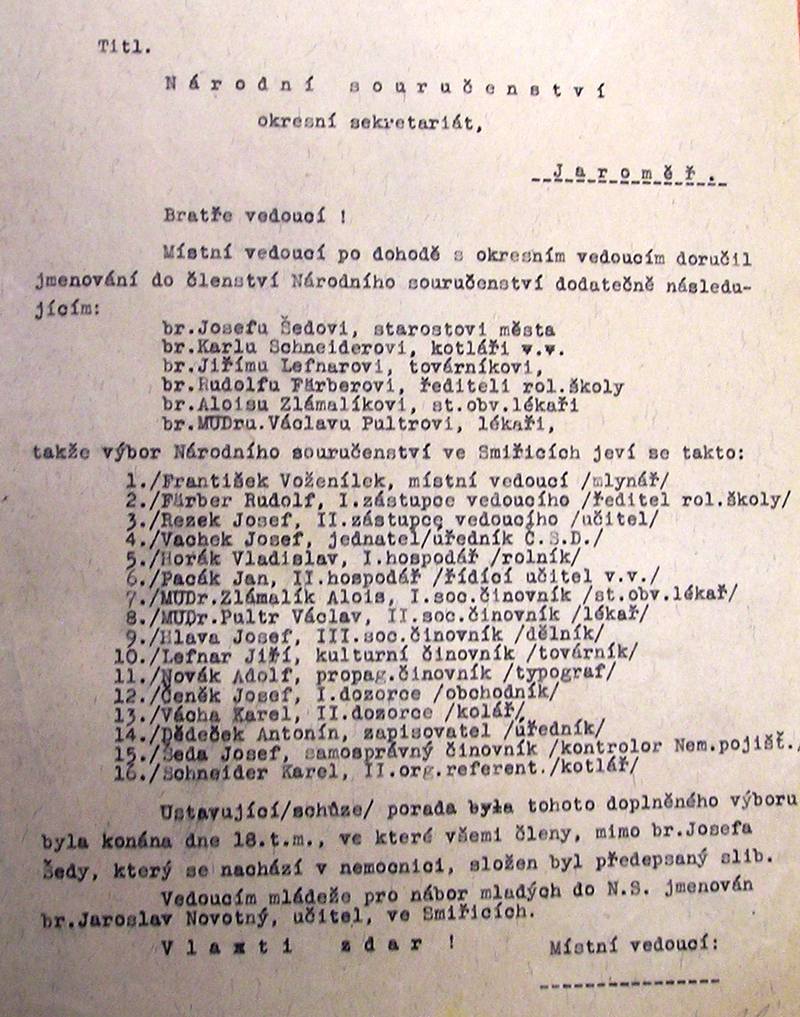 Titl.
Národní souručenství
okresní sekretariát,
Jaroměř.
Bratře vedoucí !
Místní vedoucí po dohodě s okresním vedoucím doručil
jmenování do členství Národního souručenství dodatečně následu-
jícím:
br.Josefu Šedovi, starostovi města
br.Karlu Schneiderovi, kotláři v.v.
br.Jiřímu Lefnarovi, továrníkovi,
br.Rudolfu Färberovi, řediteli rol.školy
br.Aloisu Zlámalíkovi, st.obv.lékaři
br.MUDru.Václavu Pultrovi, lékaři,
takže výbor Národního souručenství ve Smiřicích jeví se takto:
1./František Voženílek, místní vedoucí /mlynář/
2./Färber Rudolf, I.zástupce vedoucího /ředitel rol.školy/
3./Rezek Josef, II.zástupce vedoucího /učitel/
4./Vachek Josef, jednatel/úředník Č.S.D./
5./Horák Vladislav, I.hospodář /rolník/
6./Pacák Jan, II.hospodář /řídící učitel v.v./
7./MUDr.Zlámalík Alois, I.soc.činovník /st.obv.lékař/
8./MUDr.Pultr Václav, II.soc.činovník /lékař/
9./Hlava Josef, III.soc.činovník /dělník/
10./Lefnar Jiří, kulturní činovník /továrník/
11./Novák Adolf, propag.činovník /typograf/
12./Čeněk Josef, I.dozorce /obchodník/
13./Vácha Karel, II.dozorce /kolář/
14./Dědeček Antonín, zapisovatel /úředník/
15./Šeda Josef, samosprávný činovník /kontrolor Nem.pojišt./
16./Schneider Karel, II.org.referent./kotlář/
Ustavující/schůze/ porada byla tohoto doplněného výboru
byla konána dne 18.t.m., ve které všemi členy, mimo br.Josefa
Šedy, který se nachází v nemocnici, složen byl předepsaný slib.
Vedoucím mládeže pro nábor mladých do N.S. jmenován
br.Jaroslav Novotný, učitel, ve Smiřicích.
Vlasti zdar ! Místní vedoucí: